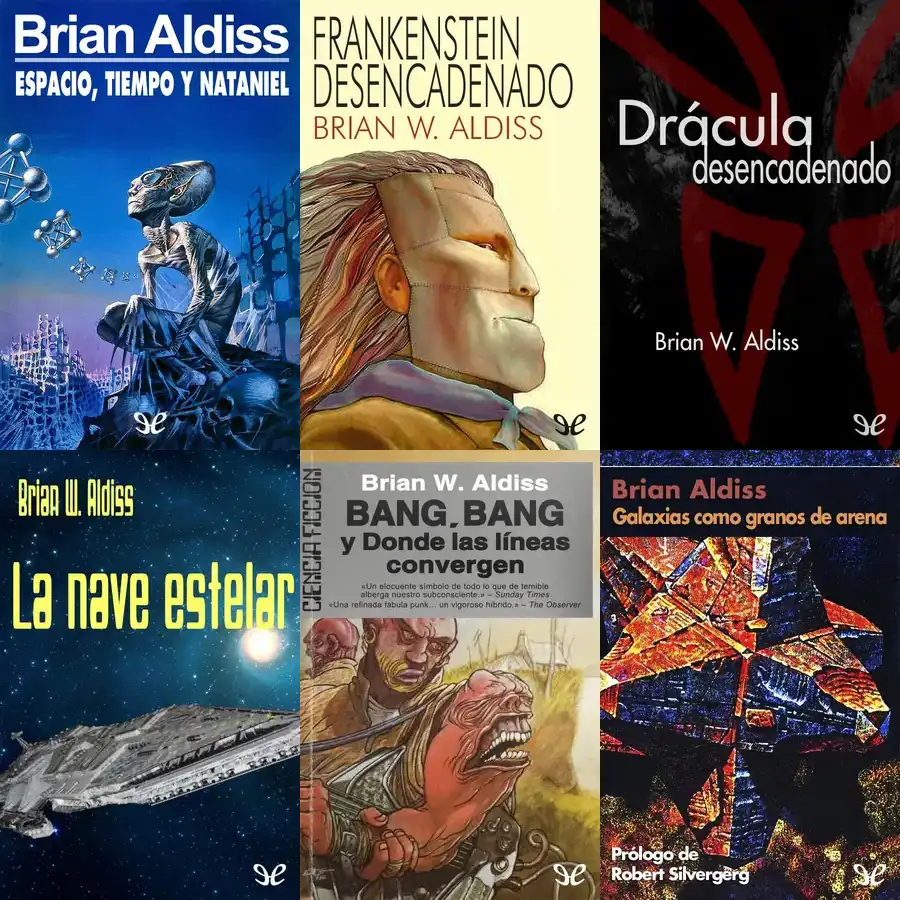 Brian Aldiss
ESPACIO, TIEMPO Y NATANIEL
FRANKENSTEIN
DESENCADENADO
BRIAN W. ALDISS
Drácula
desencadenado
Brian W. Aldiss
Brian W. Aldiss
La nave estelar
CIENCIA FICCION
Brian W. Aldiss
BANG, BANG
y Donde las líneas
convergen
«Un elocuente símbolo de todo lo que de temible
alberga nuestro subconsciente.» – Sunday Times
«Una refinada fabula punk... un vigoroso híbrido.» – The Observer
Brian Aldiss
Galaxias como granos de arena
Prólogo de
Robert Silvergerg